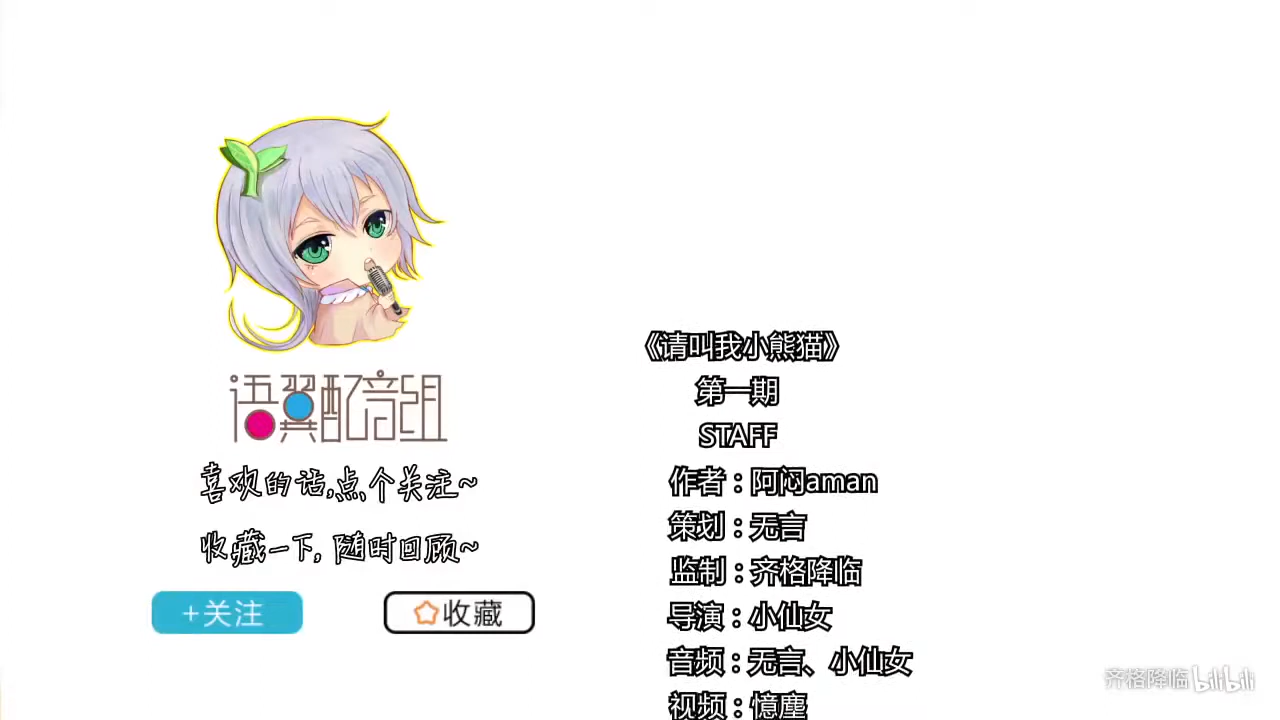 语翼配音组
喜欢的话,点个关注~
收藏一下, 随时回顾~
+关注
收藏
《请叫我小熊猫》
第一期
STAFF
作者：阿闷aman
策划：无言
监制：齐格降临
导演：小仙女
音频：无言、小仙女
视频：憶塵
齐格降临 bilibili